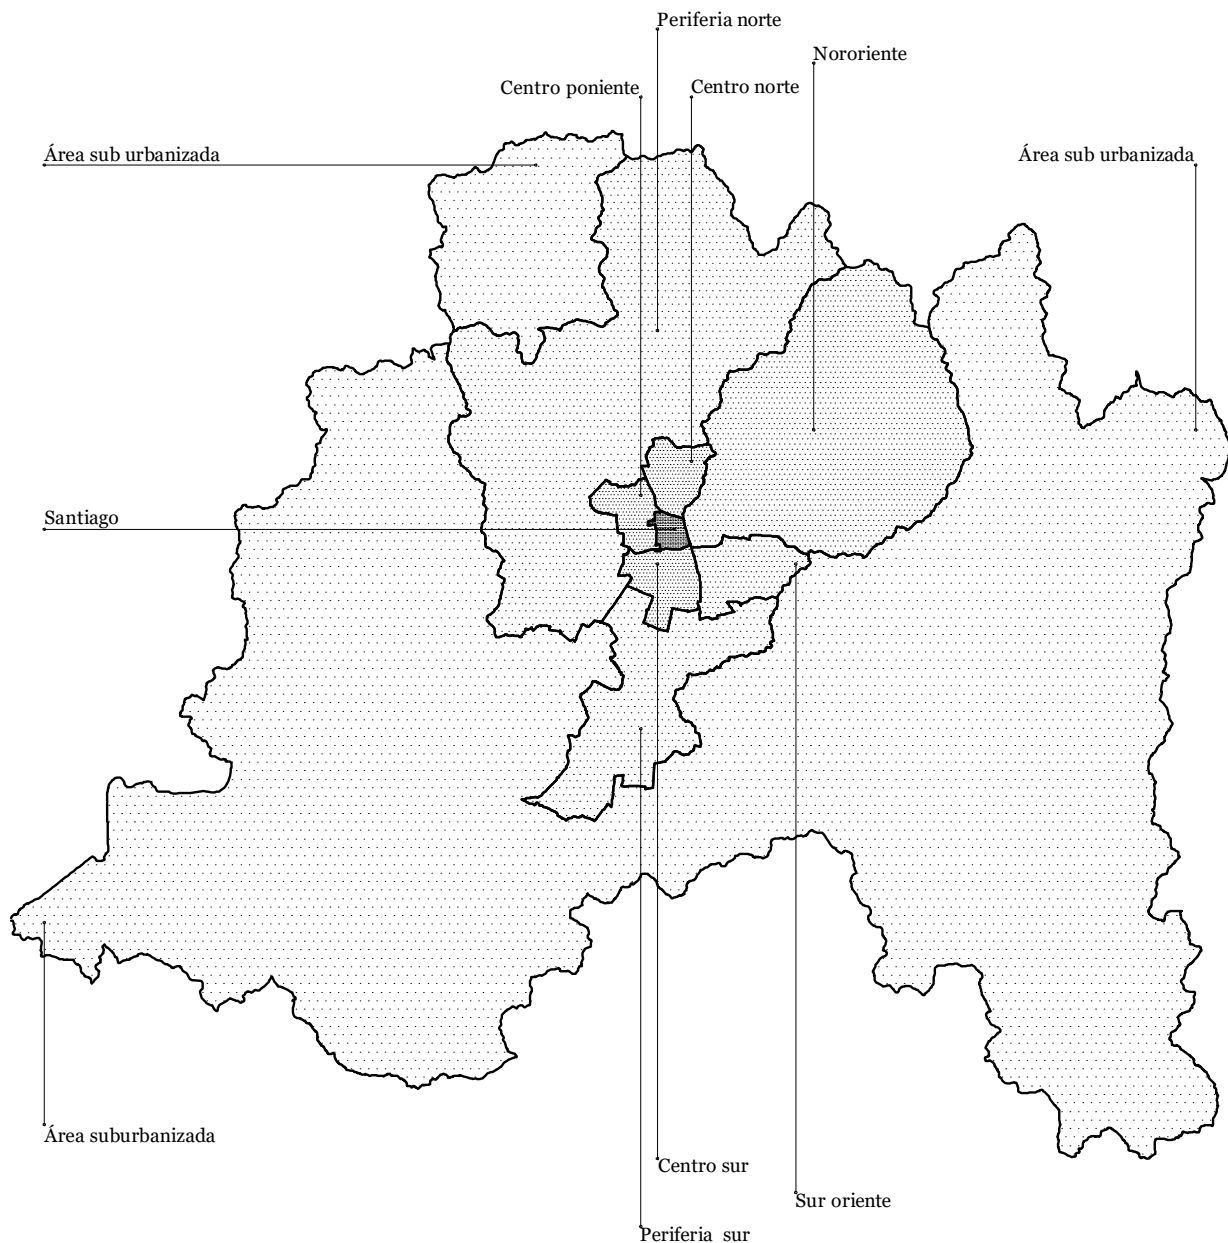 Periferia norte
Nororiente
Centro poniente
Centro norte
Área sub urbanizada
Área sub urbanizada
Santiago
Área suburbanizada
Centro sur
Sur oriente
Periferia sur